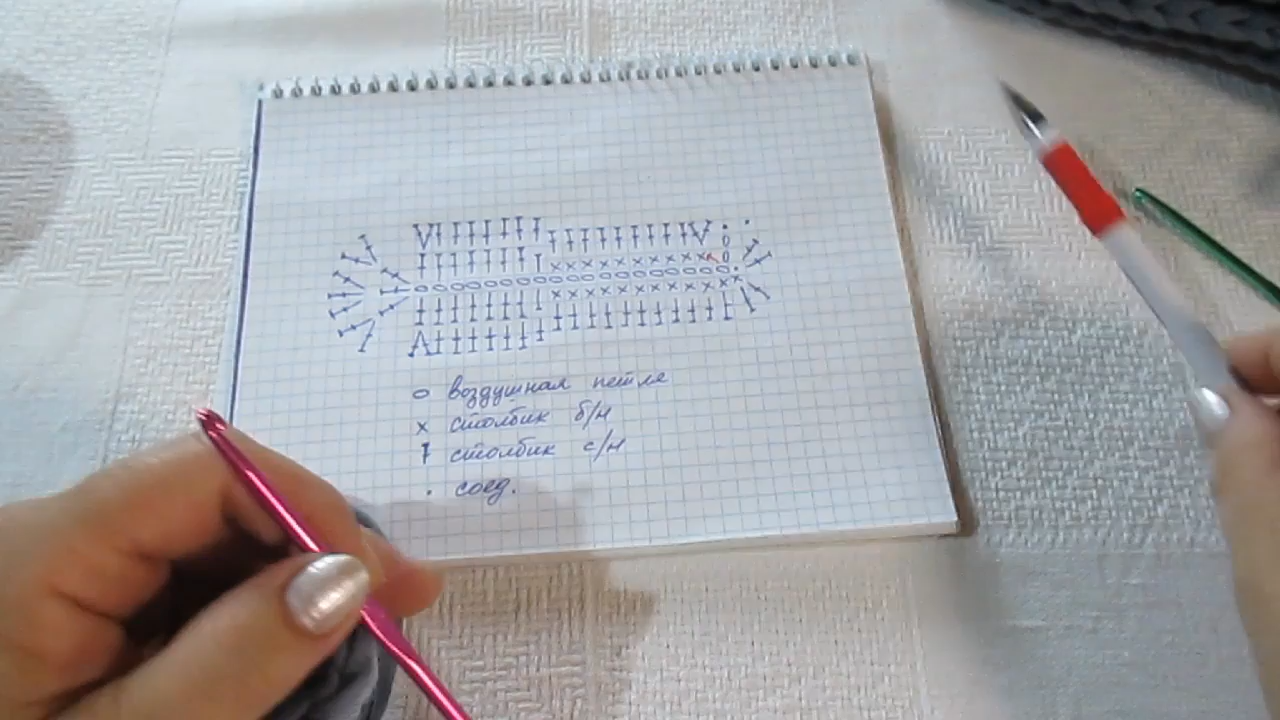 воздушная петля
х столбик б/н
столбик с/н
. соед.